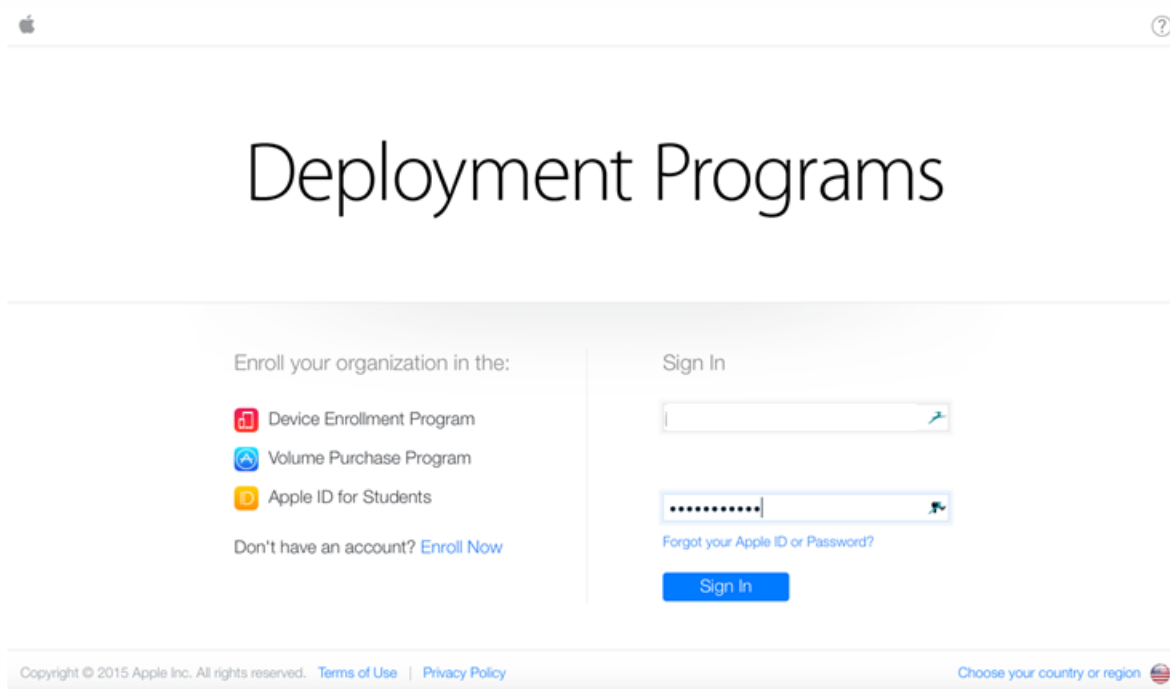 ?
Deployment Programs
Enroll your organization in the:
Device Enrollment Program
Volume Purchase Program
Apple ID for Students
Don't have an account? Enroll Now
Sign In
•••••••••••
Forgot your Apple ID or Password?
Sign In
Copyright © 2015 Apple Inc. All rights reserved. Terms of Use | Privacy Policy
Choose your country or region